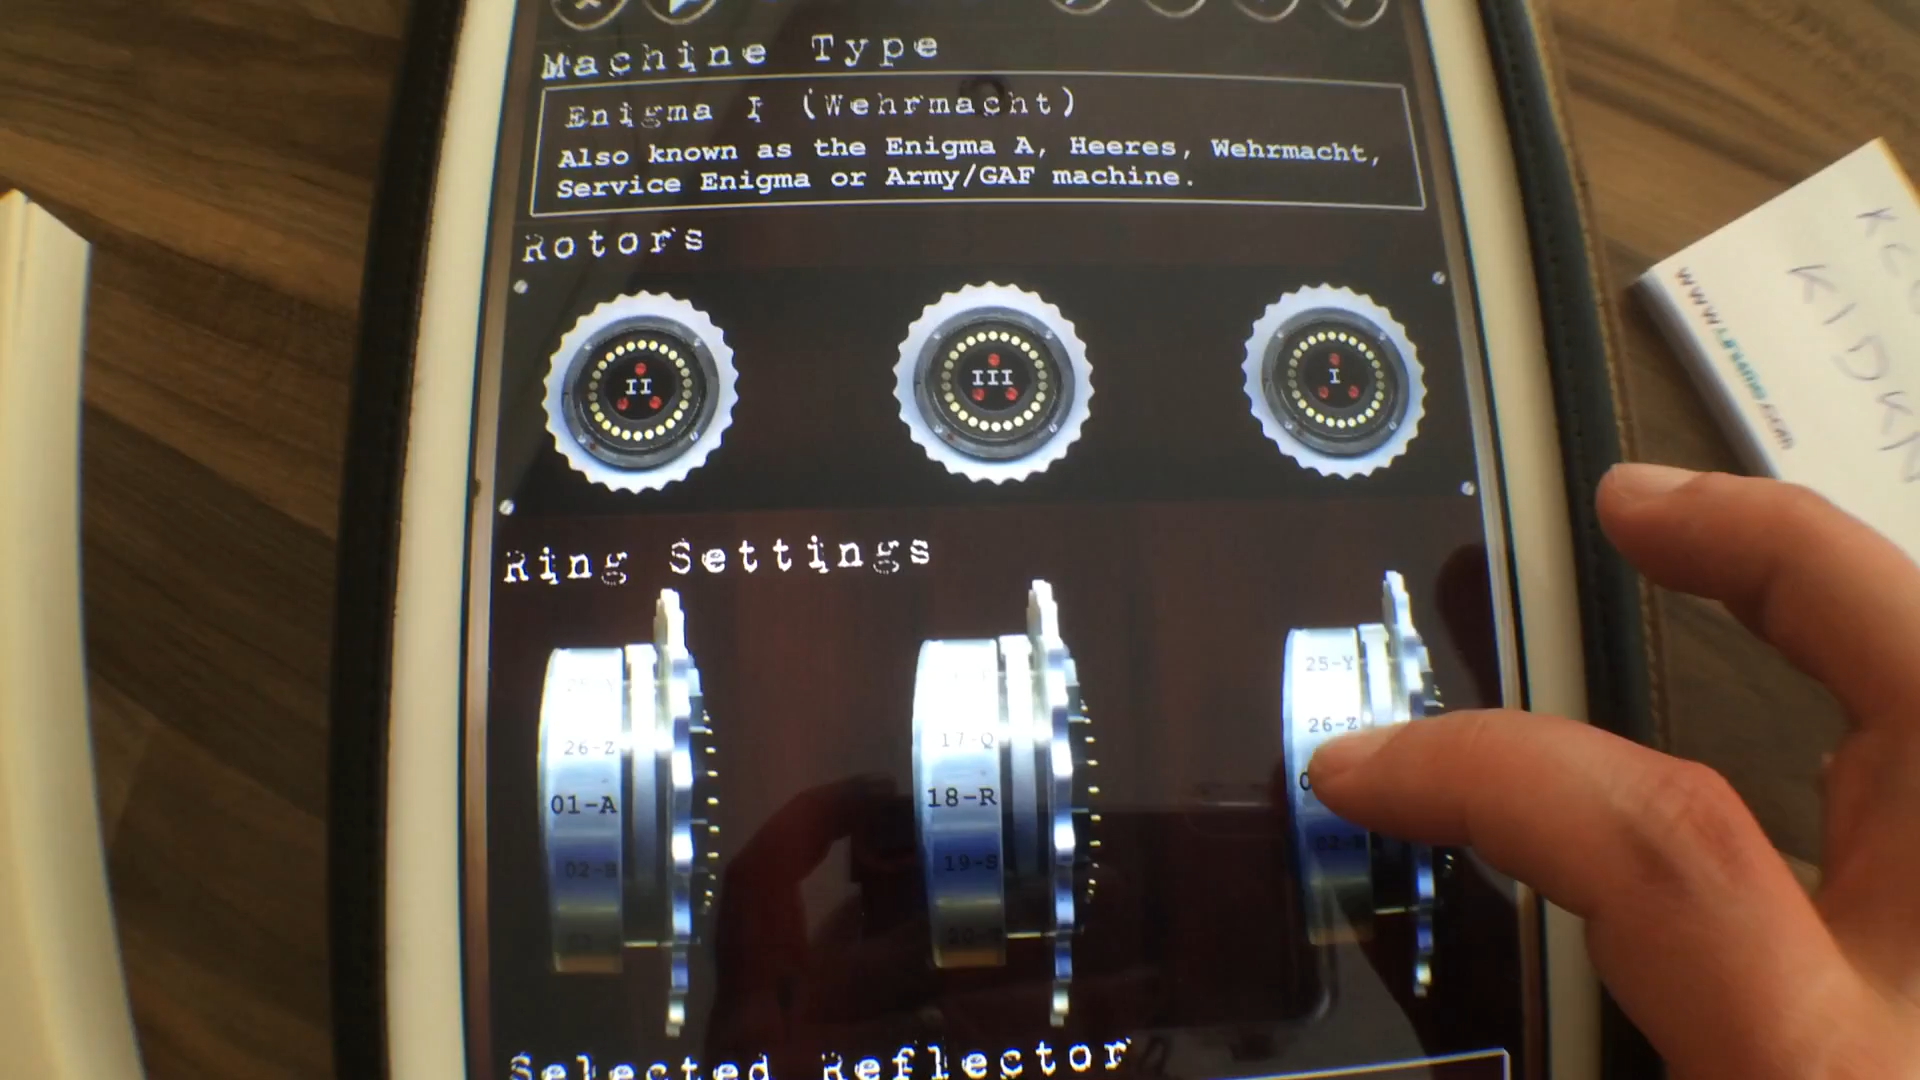 Machine Type
Enigma I (Wehrmacht)
Also known as the Enigma A, Heeres, Wehrmacht,
Service Enigma or Army/GAF machine.
Rotors
II III I
Ring Settings
25-Y
26-Z 17-Q 26-Z
01-A 18-R
02-B 19-S
Selected Reflector
KIDKN